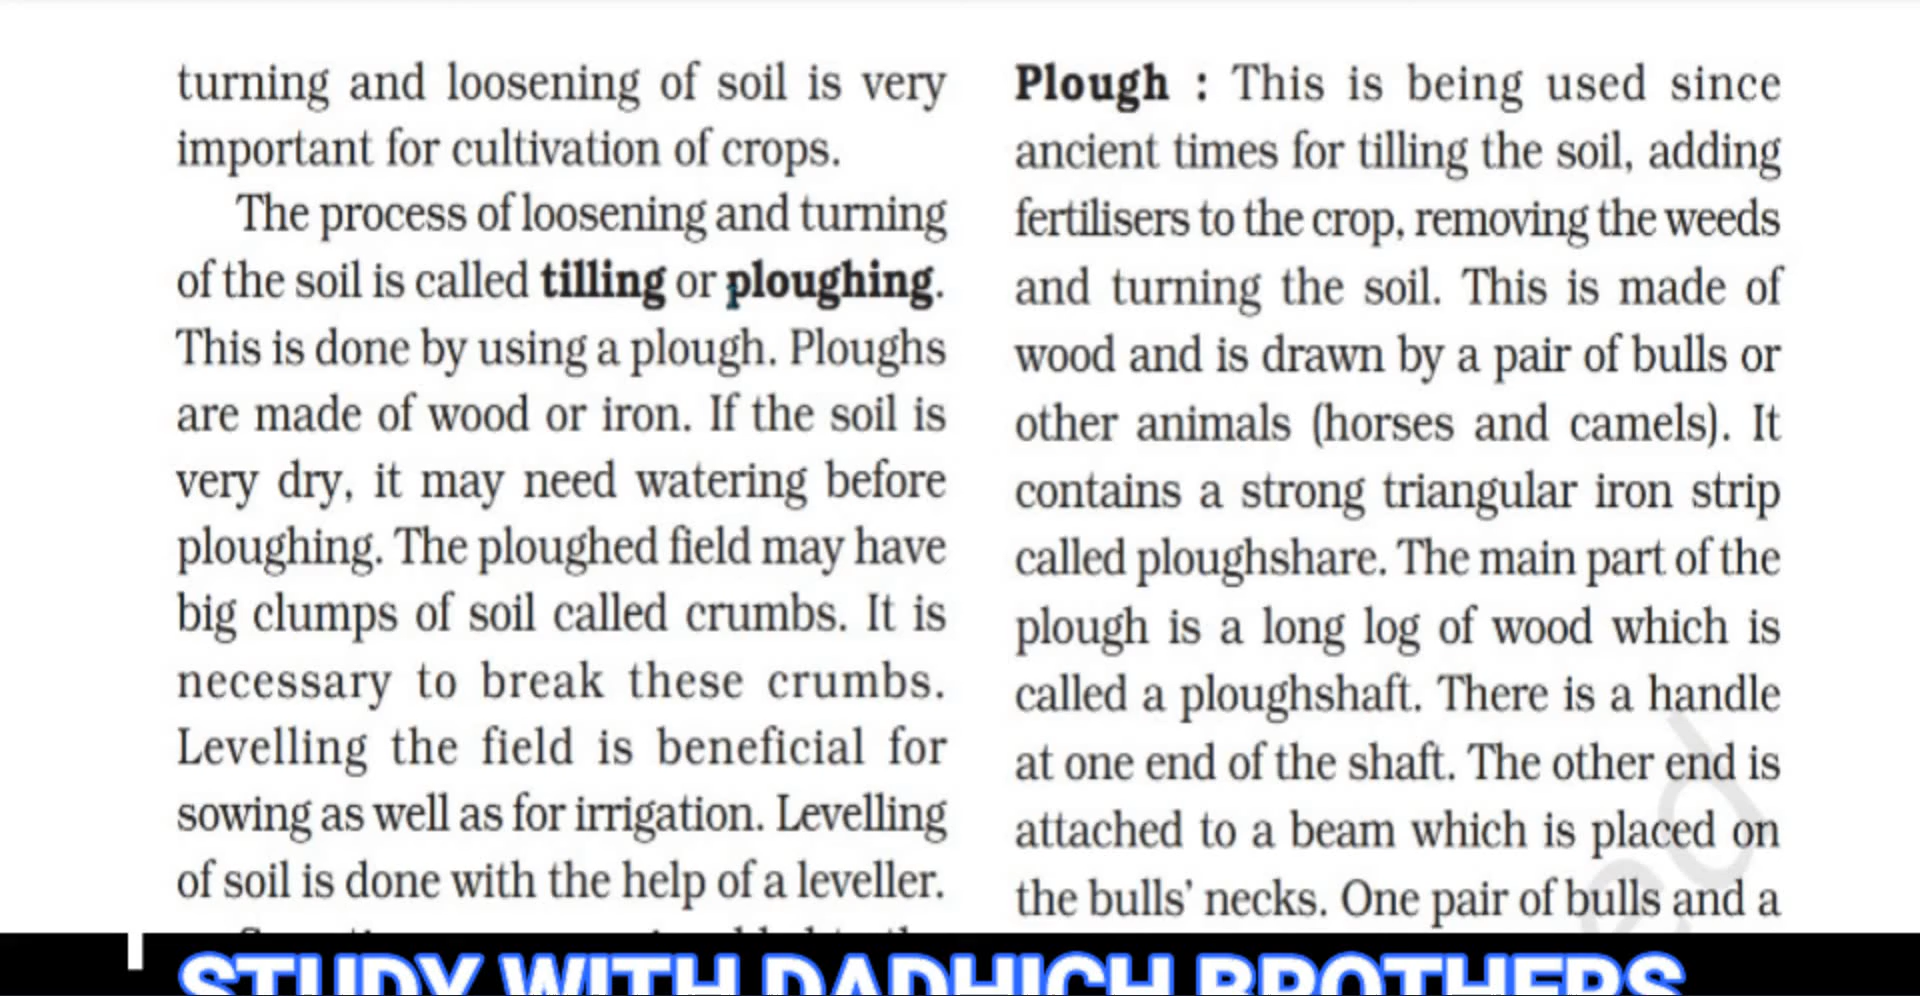 turning and loosening of soil is very
important for cultivation of crops.
The process of loosening and turning
of the soil is called tilling or ploughing.
This is done by using a plough. Ploughs
are made of wood or iron. If the soil is
very dry, it may need watering before
ploughing. The ploughed field may have
big clumps of soil called crumbs. It is
necessary to break these crumbs.
Levelling the field is beneficial for
sowing as well as for irrigation. Levelling
of soil is done with the help of a leveller.
Plough : This is being used since
ancient times for tilling the soil, adding
fertilisers to the crop, removing the weeds
and turning the soil. This is made of
wood and is drawn by a pair of bulls or
other animals (horses and camels). It
contains a strong triangular iron strip
called ploughshare. The main part of the
plough is a long log of wood which is
called a ploughshaft. There is a handle
at one end of the shaft. The other end is
attached to a beam which is placed on
the bulls' necks. One pair of bulls and a
STUDY WITH DADHICH BROTHERS